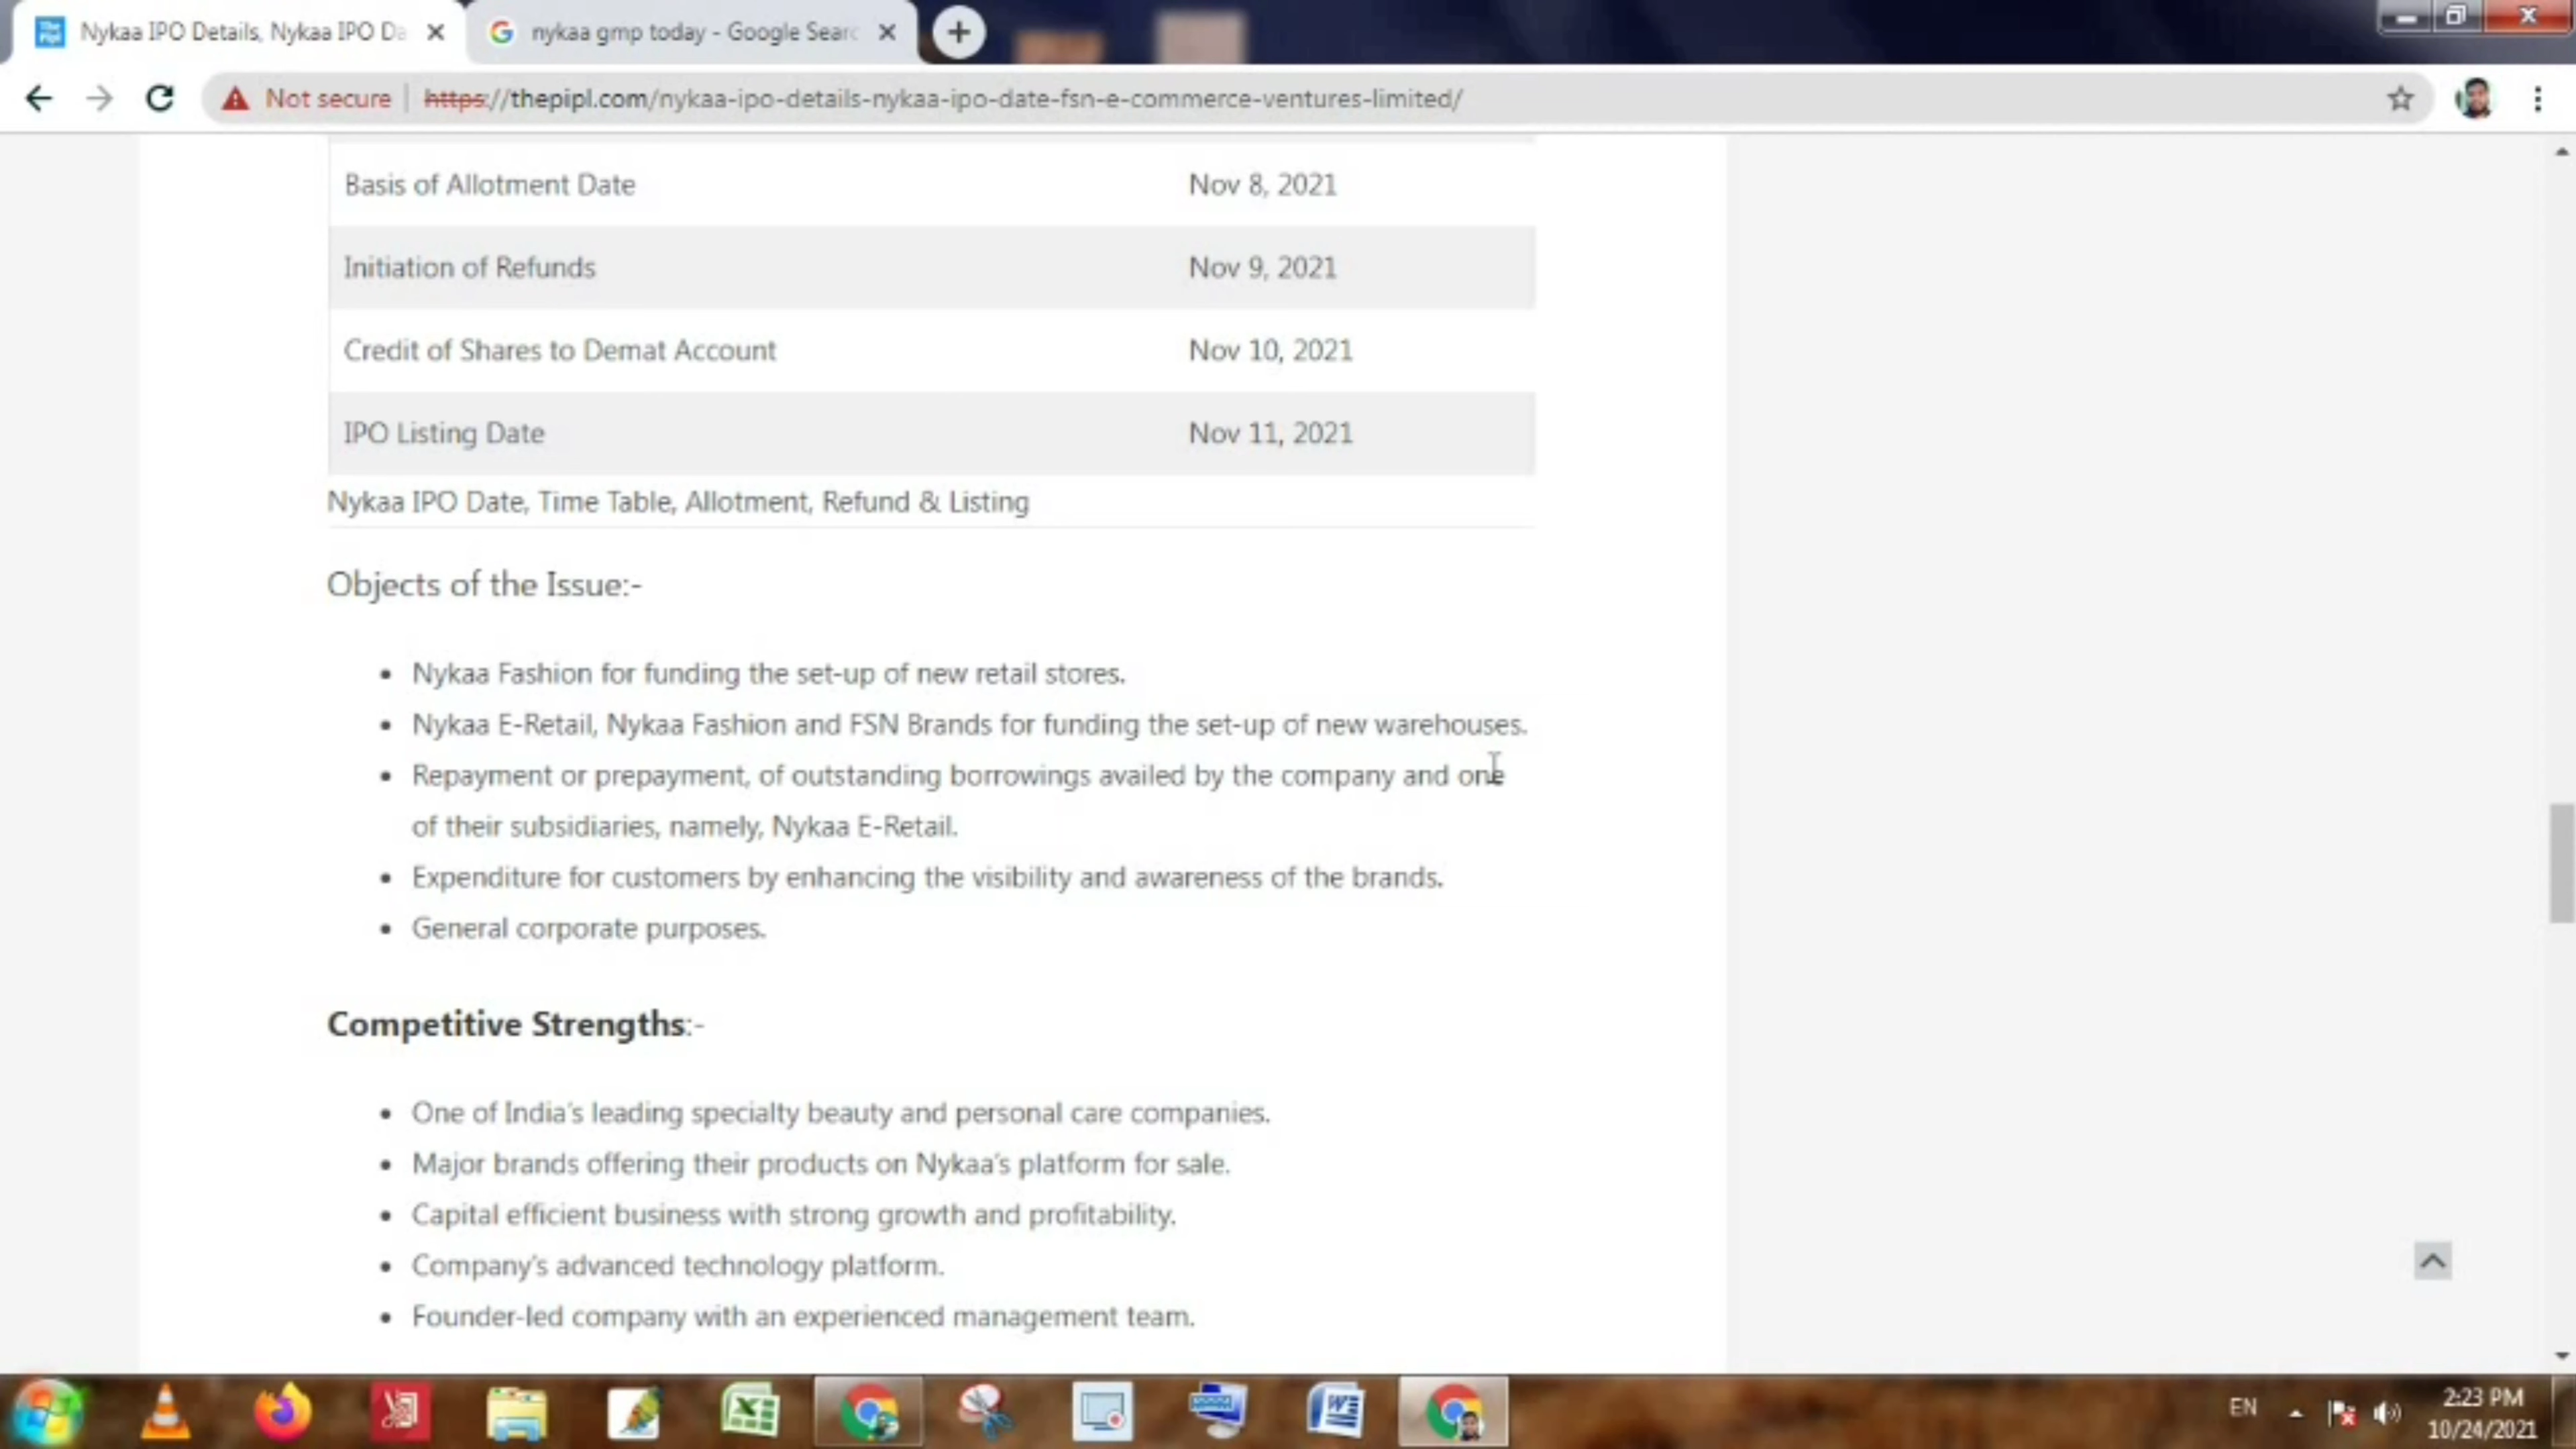 Nykaa IPO Details, Nykaa IPO Da
nykaa gmp today - Google Searc
Not secure
https://thepipl.com/nykaa-ipo-details-nykaa-ipo-date-fsn-e-commerce-ventures-limited/
Basis of Allotment Date Nov 8, 2021
Initiation of Refunds Nov 9, 2021
Credit of Shares to Demat Account Nov 10, 2021
IPO Listing Date Nov 11, 2021
Nykaa IPO Date, Time Table, Allotment, Refund & Listing
Objects of the Issue:-
• Nykaa Fashion for funding the set-up of new retail stores.
• Nykaa E-Retail, Nykaa Fashion and FSN Brands for funding the set-up of new warehouses.
• Repayment or prepayment, of outstanding borrowings availed by the company and one
of their subsidiaries, namely, Nykaa E-Retail.
• Expenditure for customers by enhancing the visibility and awareness of the brands.
• General corporate purposes.
Competitive Strengths:-
• One of India's leading specialty beauty and personal care companies.
• Major brands offering their products on Nykaa's platform for sale.
• Capital efficient business with strong growth and profitability.
• Company's advanced technology platform.
• Founder-led company with an experienced management team.
EN
2:23 PM
10/24/2021